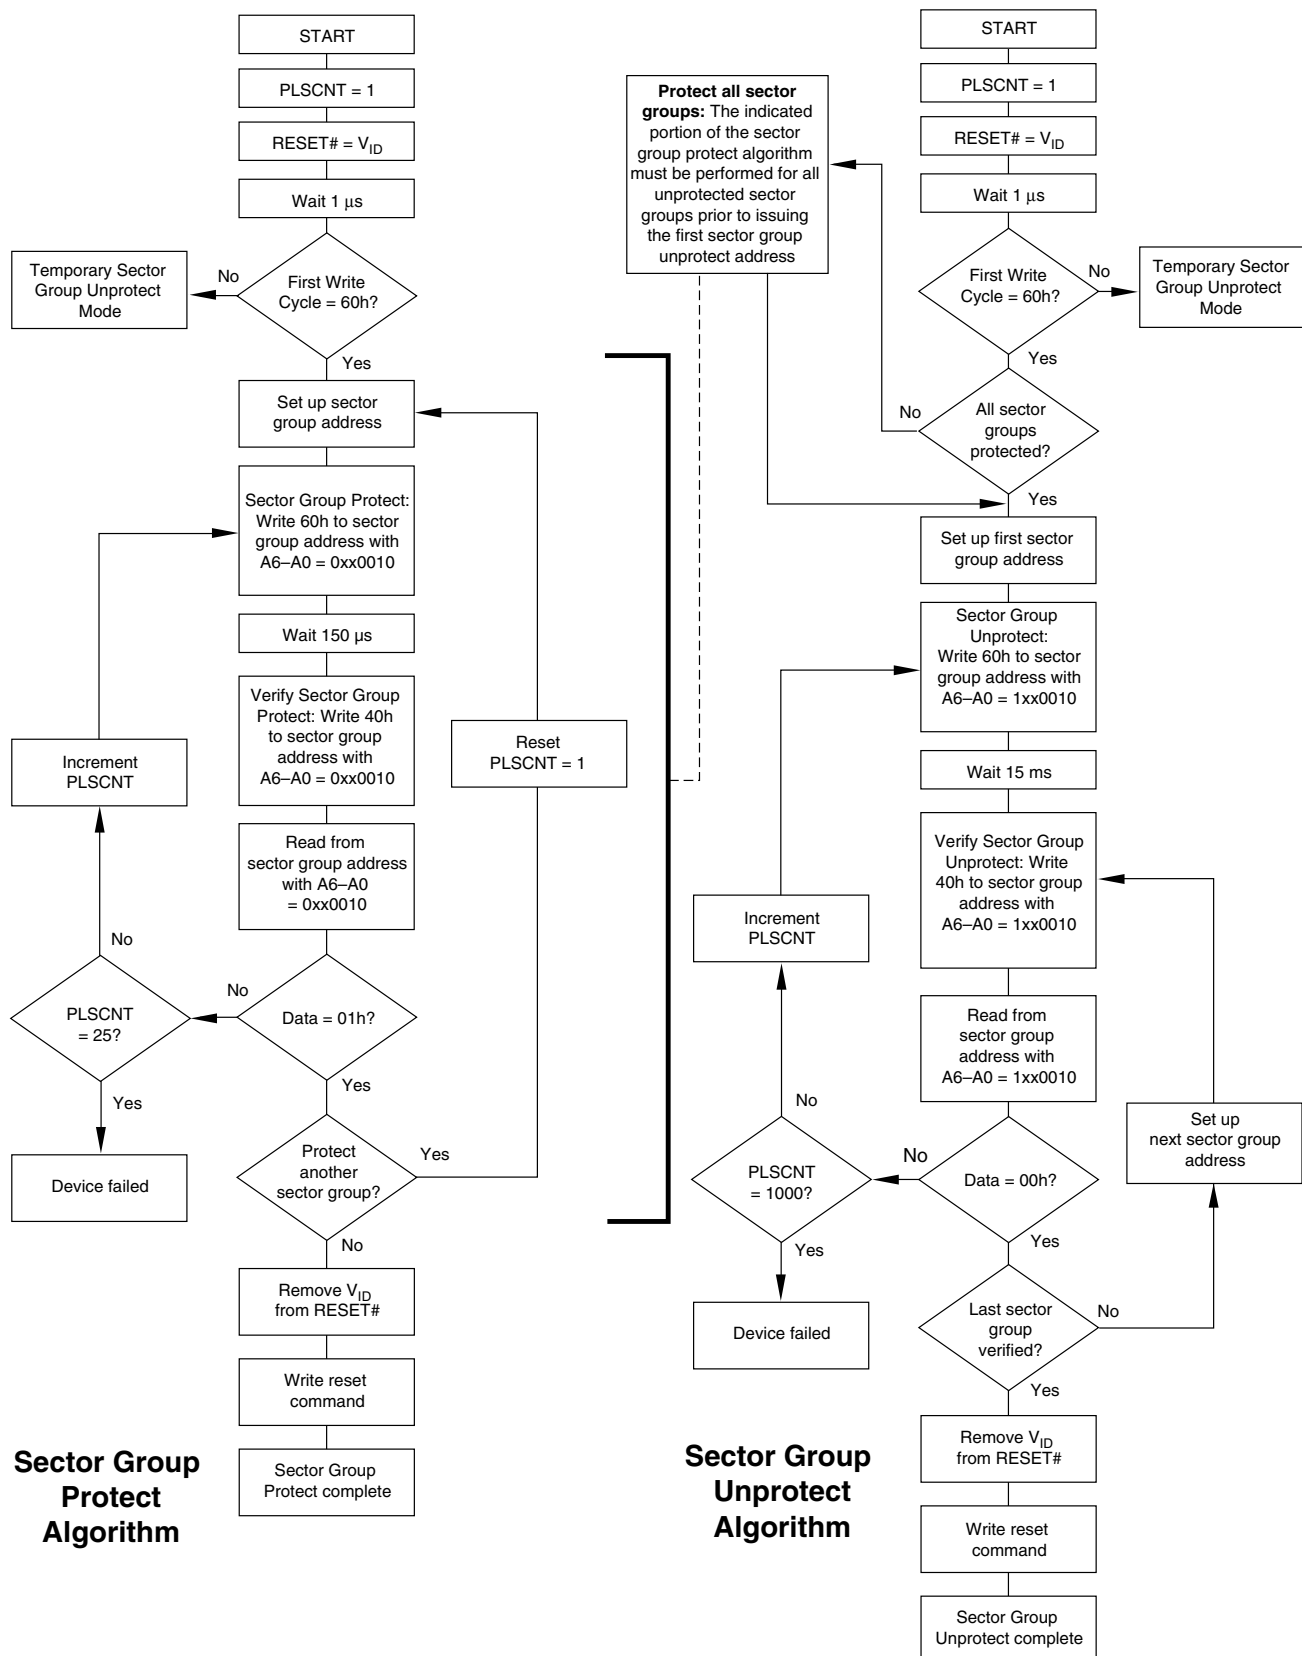 START
PLSCNT = 1
RESET# = VID
Wait 1 μs
First Write
Cycle = 60h?
No
Temporary Sector
Group Unprotect
Mode
Yes
Set up sector
group address
Sector Group Protect:
Write 60h to sector
group address with
A6–A0 = 0xx0010
Wait 150 µs
Verify Sector Group
Protect: Write 40h
to sector group
address with
A6–A0 = 0xx0010
Reset
PLSCNT = 1
Increment
PLSCNT
Read from
sector group address
with A6–A0
= 0xx0010
No
No
PLSCNT
= 25?
Data = 01h?
Yes
Yes
Device failed
Protect
another
sector group?
Yes
No
Remove VID
from RESET#
Write reset
command
Sector Group
Protect complete
Sector Group
Protect
Algorithm
Protect all sector
groups: The indicated
portion of the sector
group protect algorithm
must be performed for all
unprotected sector
groups prior to issuing
the first sector group
unprotect address
START
PLSCNT = 1
RESET# = VID
Wait 1 μs
First Write
Cycle = 60h?
No
Temporary Sector
Group Unprotect
Mode
Yes
No
All sector
groups
protected?
Yes
Set up first sector
group address
Sector Group
Unprotect:
Write 60h to sector
group address with
A6–A0 = 1xx0010
Wait 15 ms
Verify Sector Group
Unprotect: Write
40h to sector group
address with
A6–A0 = 1xx0010
Increment
PLSCNT
Read from
sector group
address with
A6–A0 = 1xx0010
No
No
PLSCNT
= 1000?
Data = 00h?
Set up
next sector group
address
Yes
Yes
Device failed
Last sector
group
verified?
No
Yes
Remove VID
from RESET#
Write reset
command
Sector Group
Unprotect complete
Sector Group
Unprotect
Algorithm